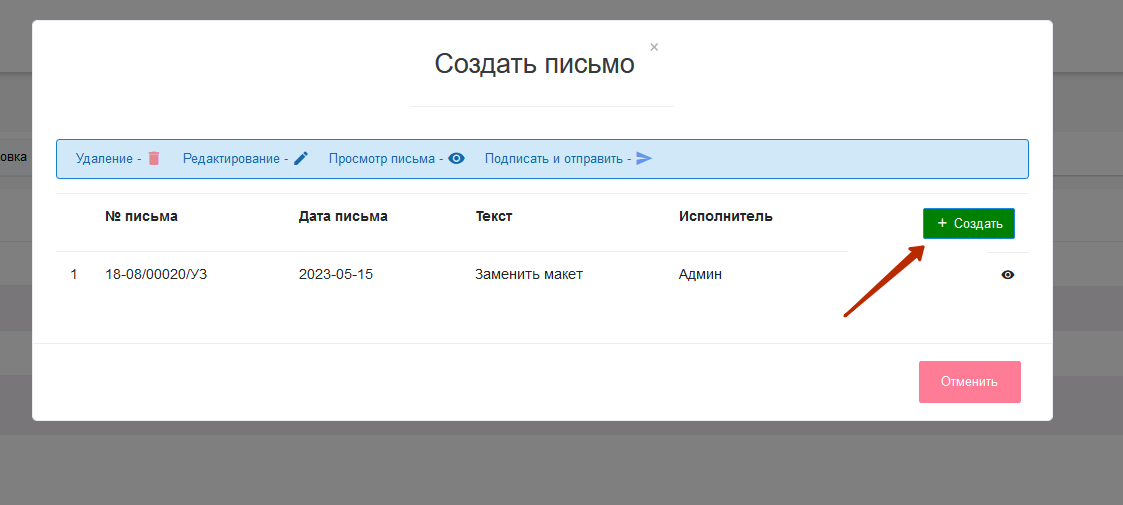 ×
Создать письмо
овка
Удаление - Редактирование - Просмотр письма - Подписать и отправить -
№ письма Дата письма Текст Исполнитель + Создать
1 18-08/00020/УЗ 2023-05-15 Заменить макет Админ
Отменить